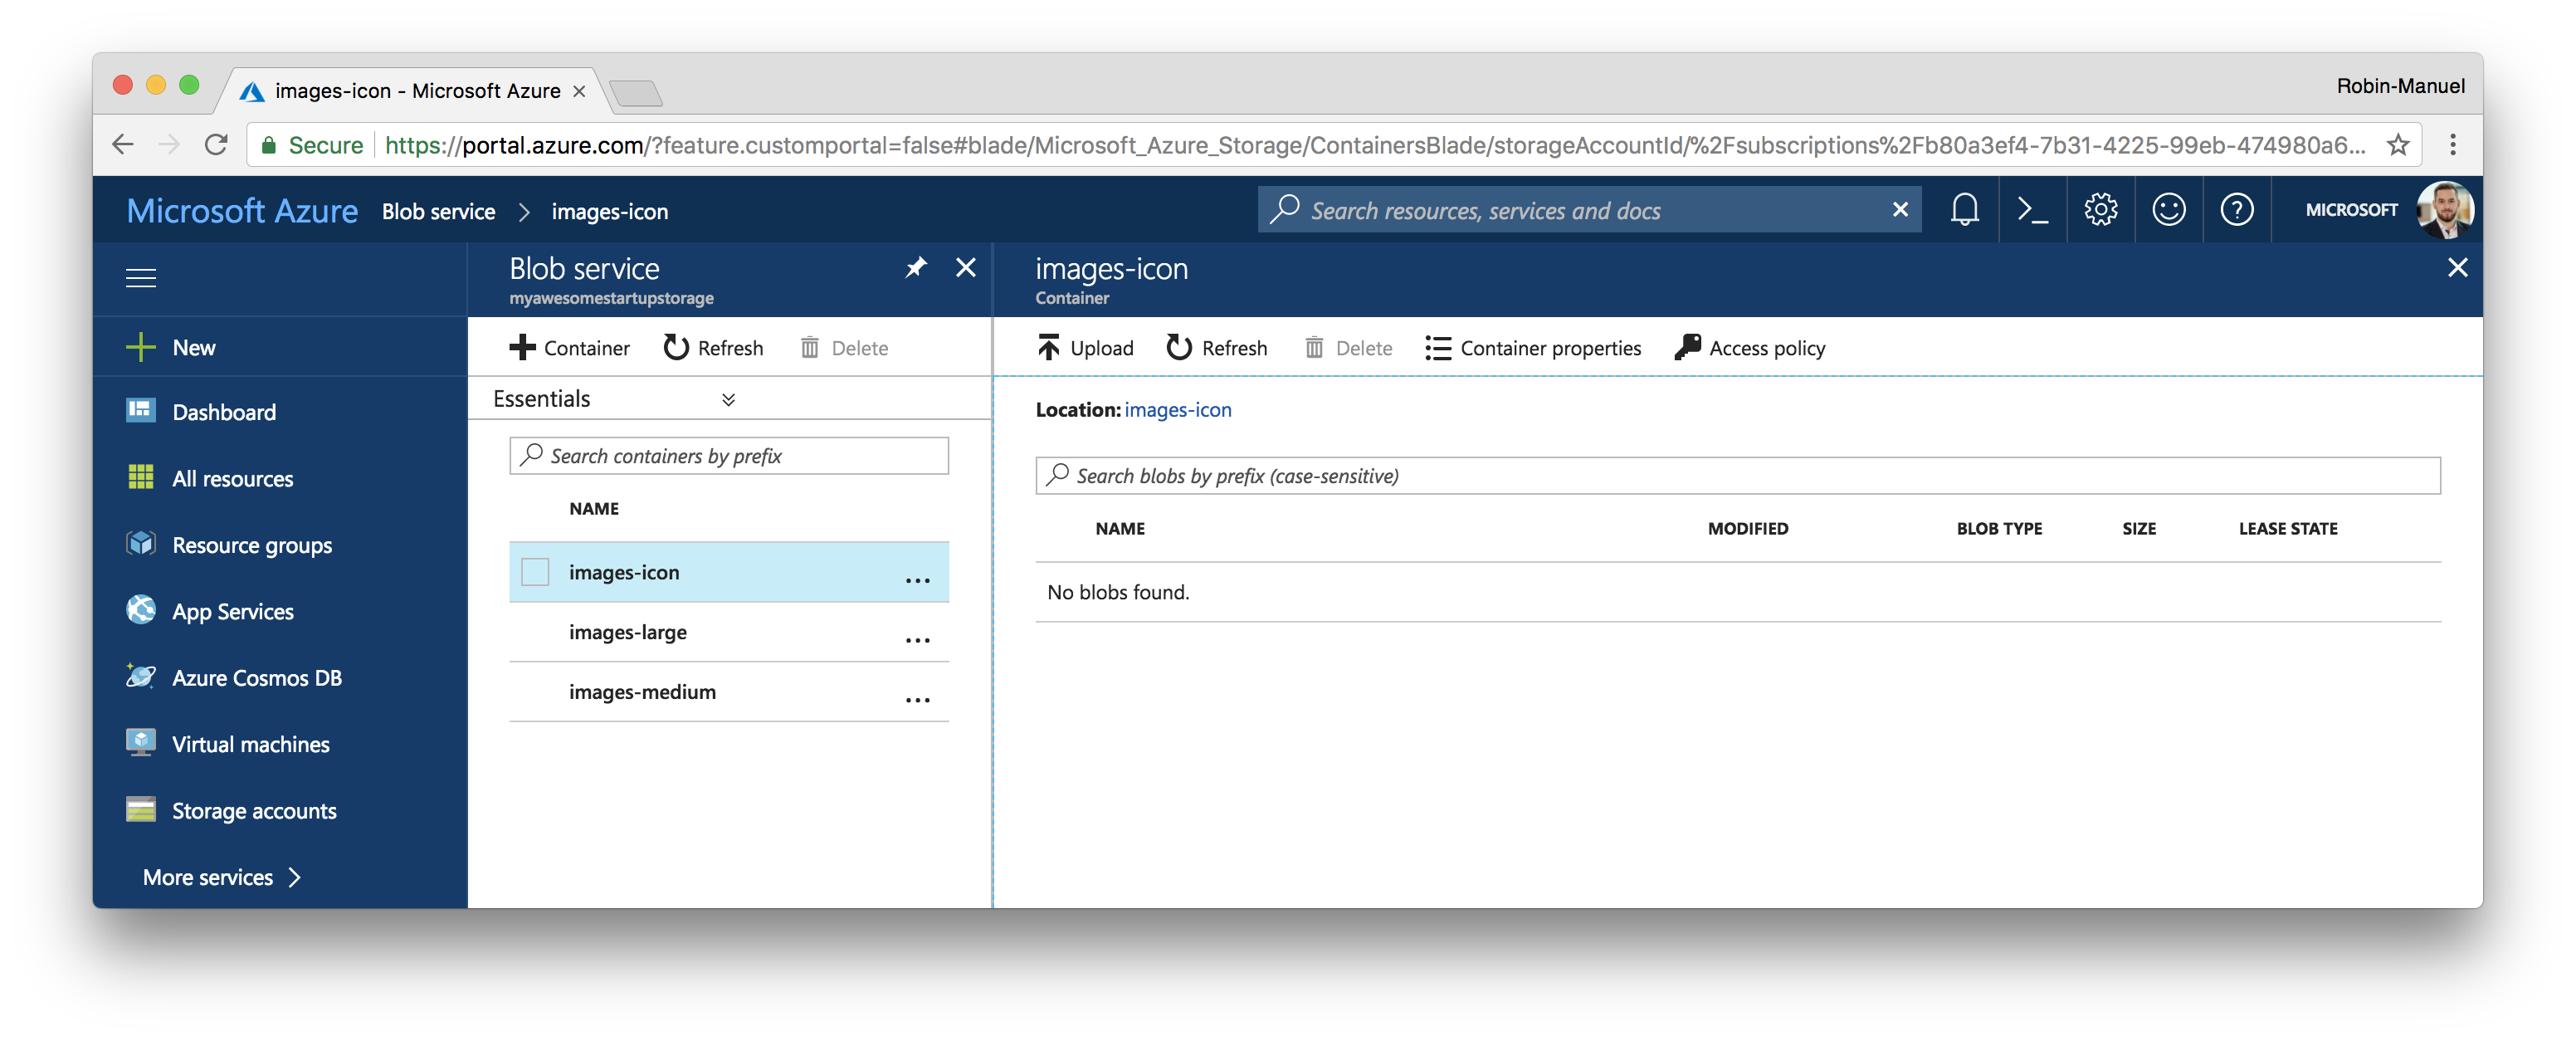 images-icon - Microsoft Azure
Robin-Manuel
Secure https://portal.azure.com/?feature.customportal=false#blade/Microsoft_Azure_Storage/ContainersBlade/storageAccountId/%2Fsubscriptions%2Fb80a3ef4-7b31-4225-99eb-474980a6...
Microsoft Azure Blob service > images-icon
Search resources, services and docs
MICROSOFT
New
Dashboard
All resources
Resource groups
App Services
Azure Cosmos DB
Virtual machines
Storage accounts
More services >
Blob service
myawesomestartupstorage
Container Refresh Delete
Essentials
Search containers by prefix
NAME
images-icon ...
images-large ...
images-medium ...
images-icon
Container
Upload Refresh Delete Container properties Access policy
Location: images-icon
Search blobs by prefix (case-sensitive)
NAME MODIFIED BLOB TYPE SIZE LEASE STATE
No blobs found.